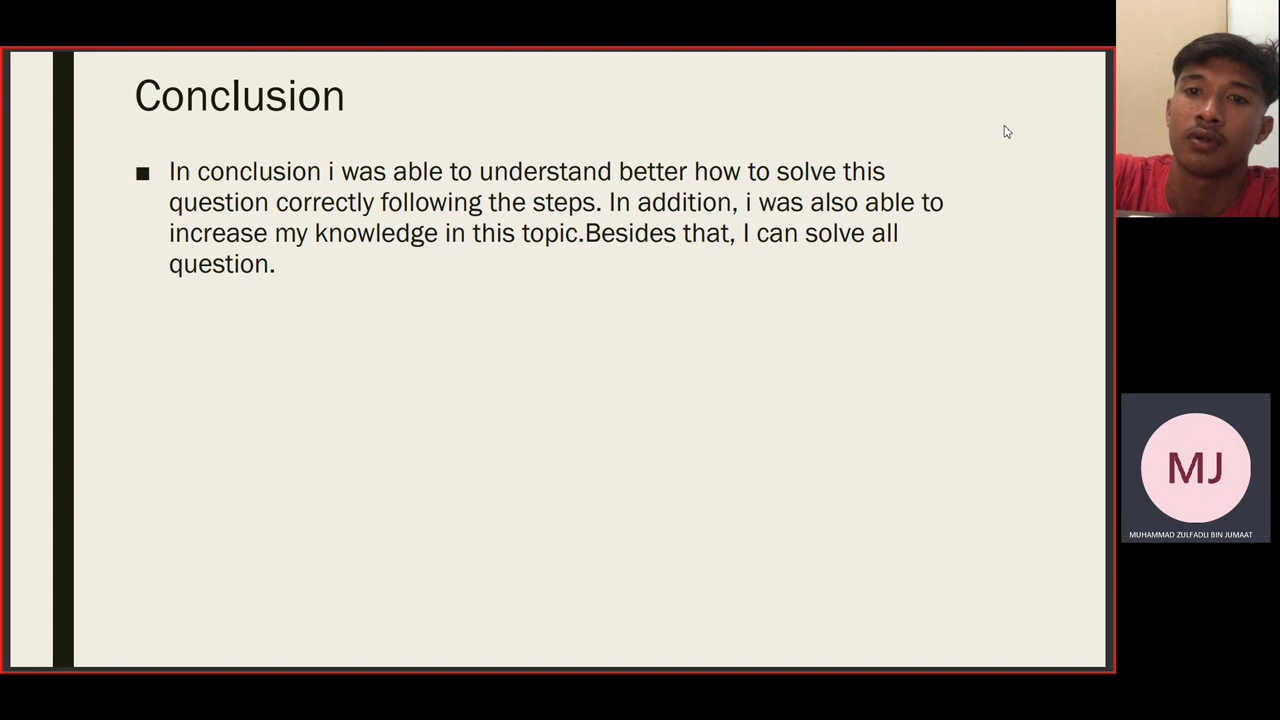 Conclusion
■ In conclusion i was able to understand better how to solve this
question correctly following the steps. In addition, i was also able to
increase my knowledge in this topic.Besides that, I can solve all
question.
MJ
MUHAMMAD ZULFADLI BIN JUMAAT